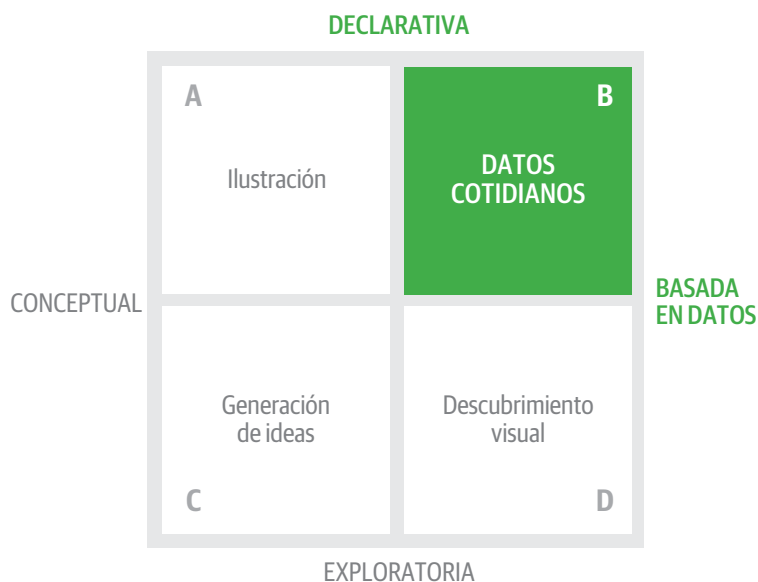 DECLARATIVA
A
Ilustración
B
DATOS
COTIDIANOS
CONCEPTUAL
BASADA
EN DATOS
Generación
de ideas
C
Descubrimiento
visual
D
EXPLORATORIA